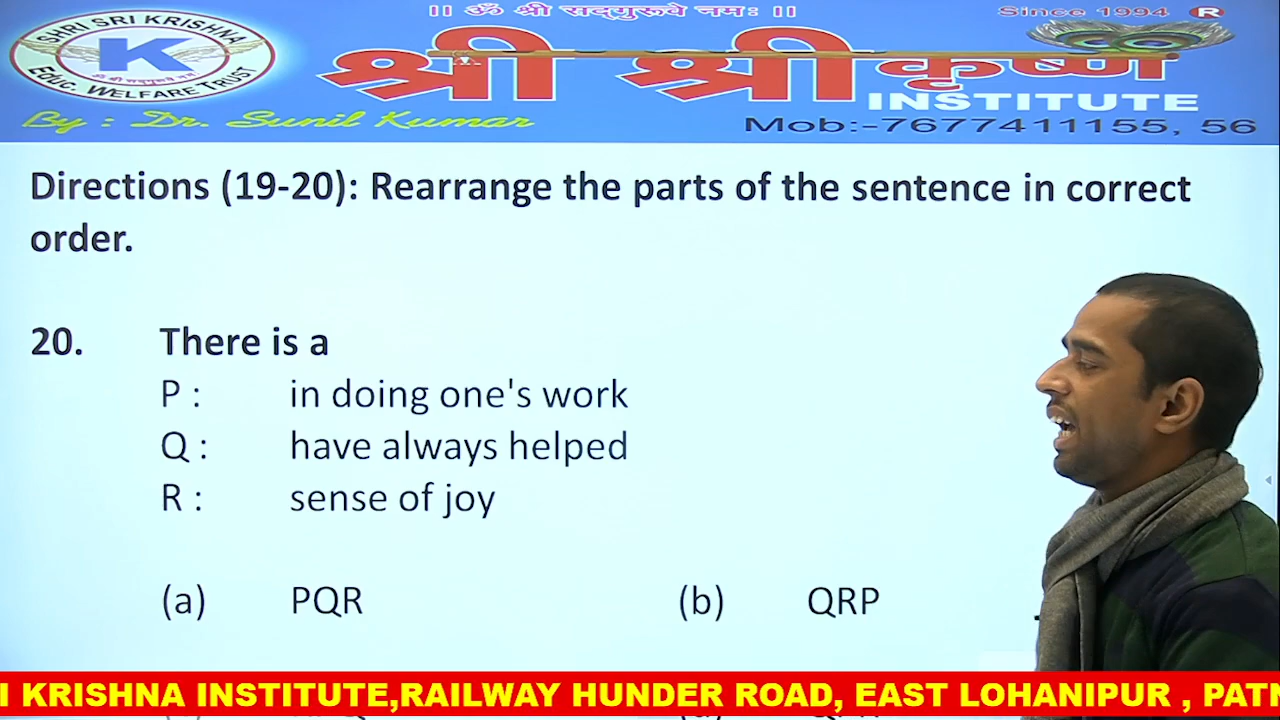 || ॐ श्री सद्गुरूवे नमः ||
Since 1994 R
SHRI SRI KRISHNA
K
EDUC. WELFARE TRUST
श्री श्री कृष्ण
INSTITUTE
By : Dr. Sunil Kumar
Mob:-7677411155, 56
Directions (19-20): Rearrange the parts of the sentence in correct
order.
20. There is a
P : in doing one's work
Q : have always helped
R : sense of joy
(a) PQR (b) QRP
I KRISHNA INSTITUTE,RAILWAY HUNDER ROAD, EAST LOHANIPUR , PATN